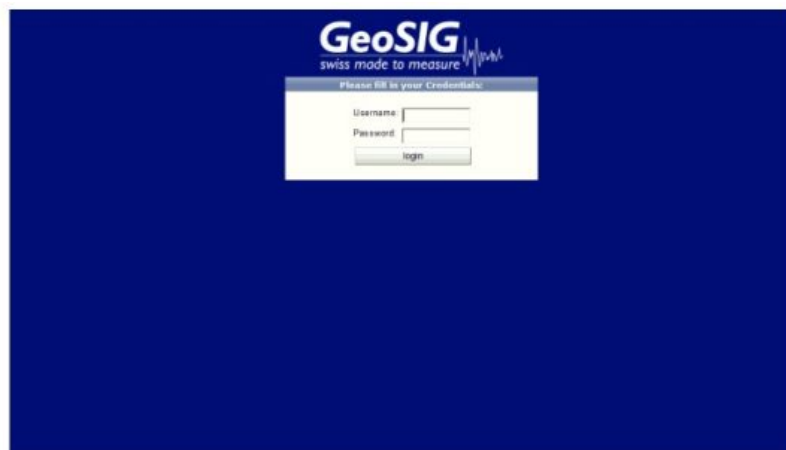 GeoSIG
swiss made to measure
Please fill in your Credentials:
Username:
Password:
login